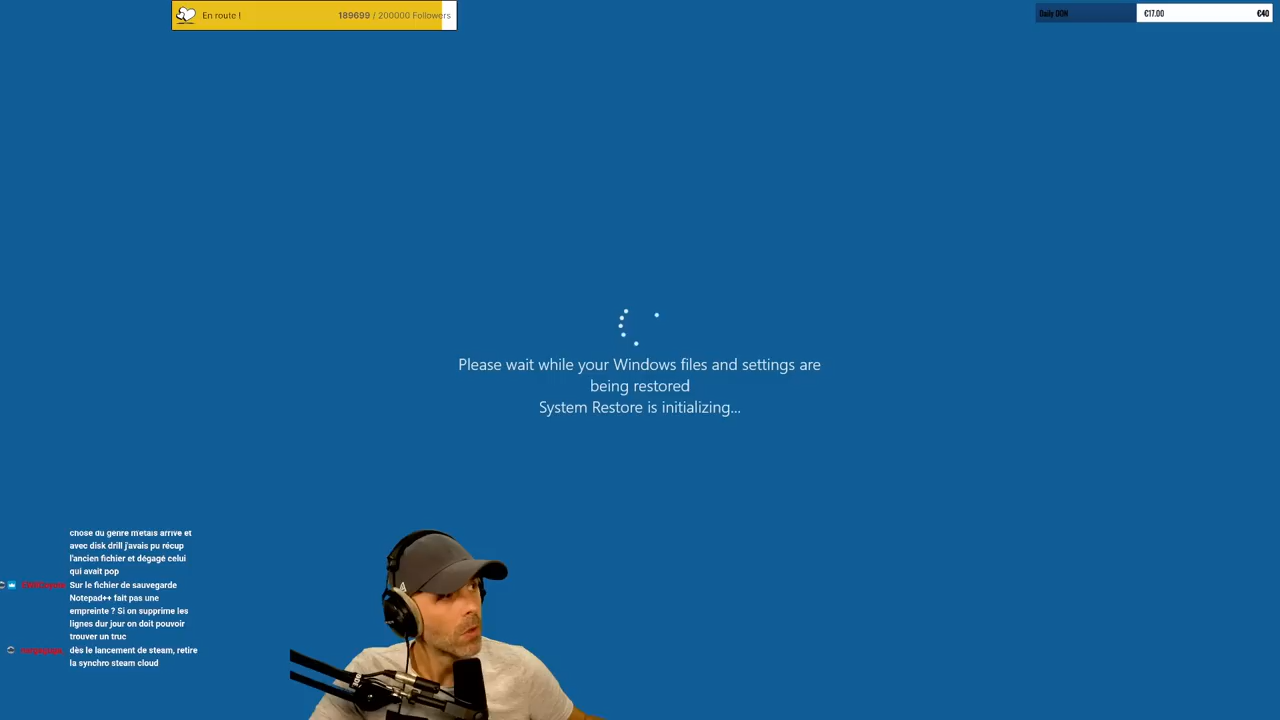 En route !
189699 / 200000 Followers
Daily DON
€17.00
€40
Please wait while your Windows files and settings are
being restored
System Restore is initializing...
chose du genre m'étais arrivé et
avec disk drill j'avais pu récup
l'ancien fichier et dégagé celui
qui avait pop
Sur le fichier de sauvegarde
Notepad++ fait pas une
empreinte ? Si on supprime les
lignes dur jour on doit pouvoir
trouver un truc
dès le lancement de steam, retire
la synchro steam cloud